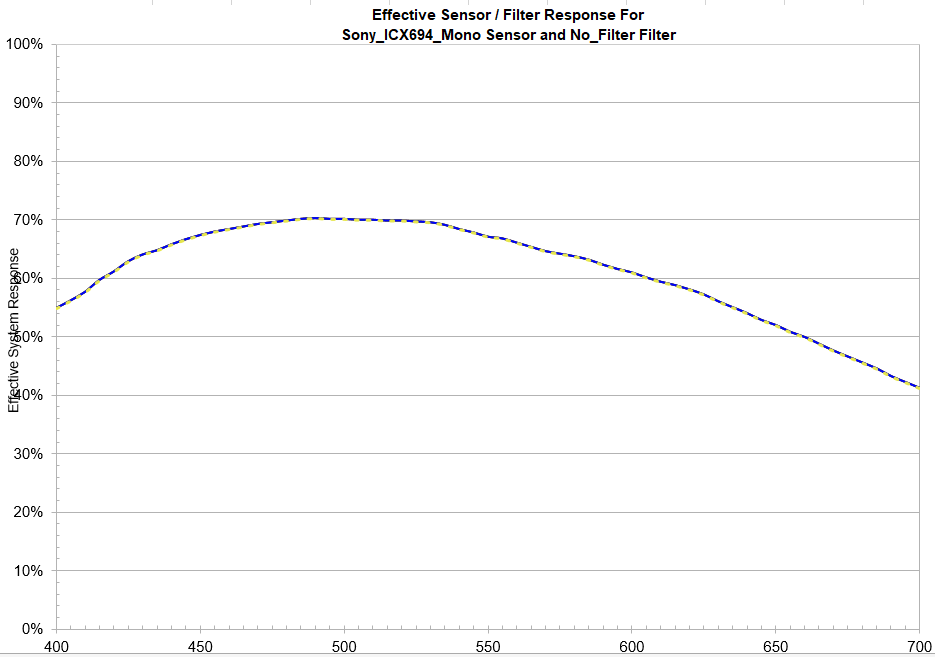 Effective Sensor / Filter Response For
Sony_ICX694_Mono Sensor and No_Filter Filter
100%
90%
80%
70%
60%
50%
40%
30%
20%
10%
0%
Effective System Response
400 450 500 550 600 650 700